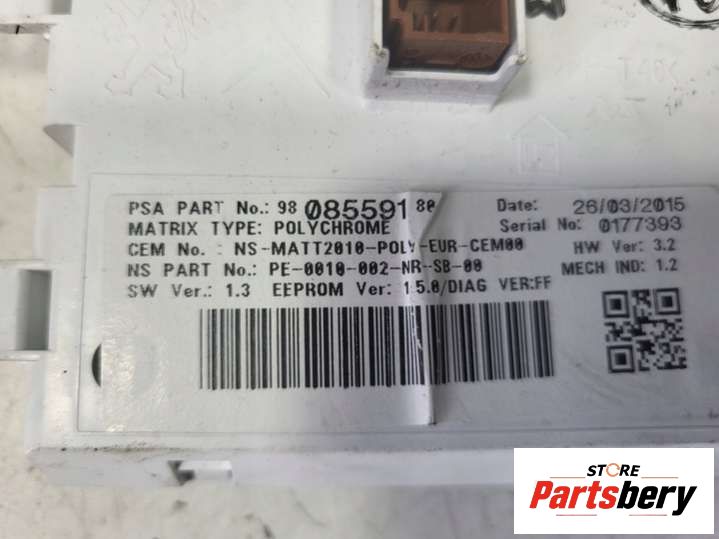 PSA PART No.: 98 085591 80
MATRIX TYPE: POLYCHROME
CEM No.: NS-MATT2010-POLY-EUR-CEM00
NS PART No.: PE-0010-002-NR-SB-00
SW Ver.: 1.3 EEPROM Ver: 15.0/DIAG VER:FF
Date: 26/03/2015
Serial No: 0177393
HW Ver: 3.2
MECH IND: 1.2
STORE
Partsbery